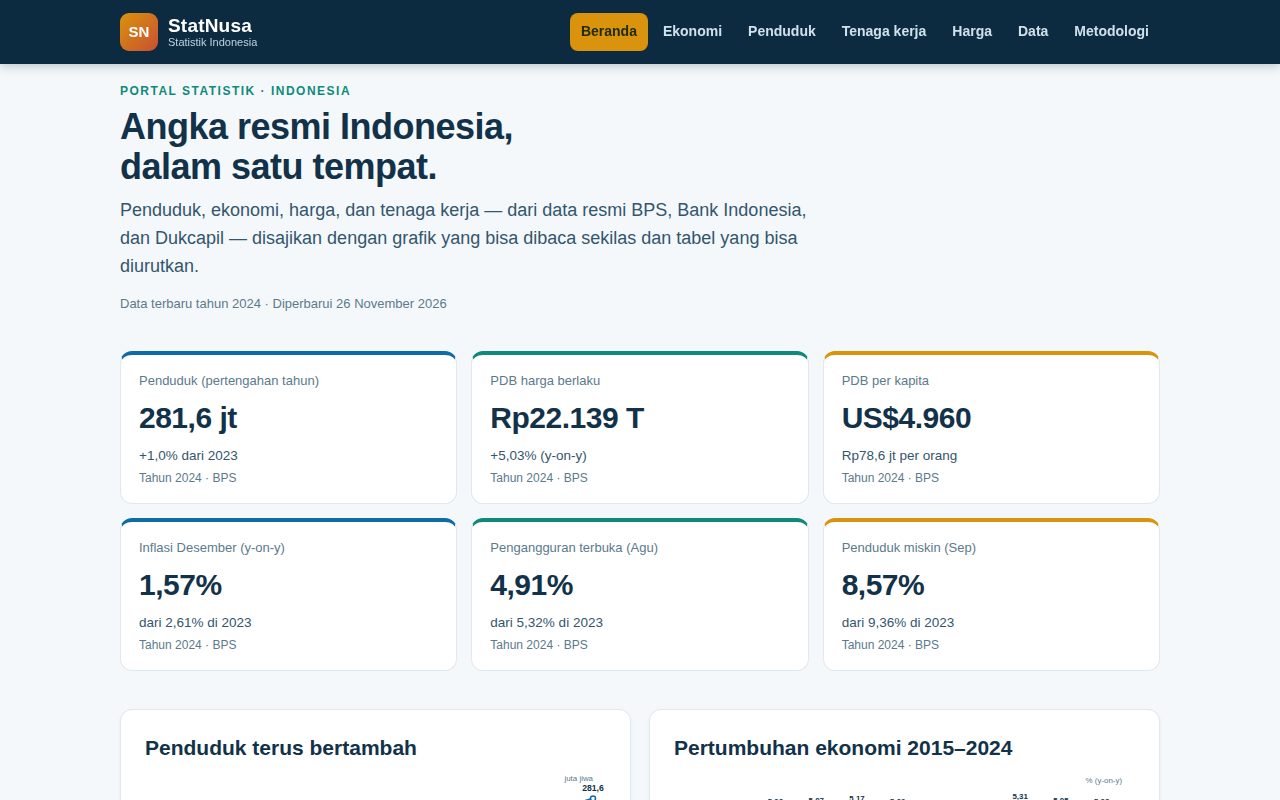 SN
StatNusa
Statistik Indonesia
Beranda Ekonomi Penduduk Tenaga kerja Harga Data Metodologi
PORTAL STATISTIK · INDONESIA
Angka resmi Indonesia,
dalam satu tempat.
Penduduk, ekonomi, harga, dan tenaga kerja — dari data resmi BPS, Bank Indonesia,
dan Dukcapil — disajikan dengan grafik yang bisa dibaca sekilas dan tabel yang bisa
diurutkan.
Data terbaru tahun 2024 · Diperbarui 26 November 2026
Penduduk (pertengahan tahun)
281,6 jt
+1,0% dari 2023
Tahun 2024 · BPS
PDB harga berlaku
Rp22.139 T
+5,03% (y-on-y)
Tahun 2024 · BPS
PDB per kapita
US$4.960
Rp78,6 jt per orang
Tahun 2024 · BPS
Inflasi Desember (y-on-y)
1,57%
dari 2,61% di 2023
Tahun 2024 · BPS
Pengangguran terbuka (Agu)
4,91%
dari 5,32% di 2023
Tahun 2024 · BPS
Penduduk miskin (Sep)
8,57%
dari 9,36% di 2023
Tahun 2024 · BPS
Penduduk terus bertambah
juta jiwa
281,6
Pertumbuhan ekonomi 2015–2024
% (y-on-y)
5,31
5,17